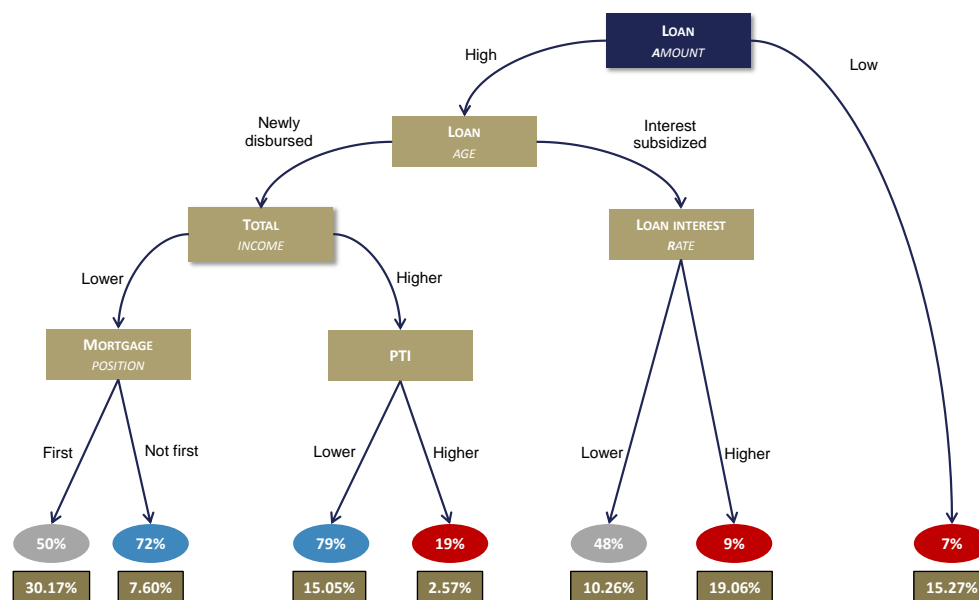 LOAN
AMOUNT
High
Low
Newly
disbursed
LOAN
AGE
Interest
subsidized
TOTAL
INCOME
LOAN INTEREST
RATE
Lower
Higher
MORTGAGE
POSITION
PTI
First
Not first
Lower
Higher
Lower
Higher
50%
72%
79%
19%
48%
9%
7%
30.17%
7.60%
15.05%
2.57%
10.26%
19.06%
15.27%